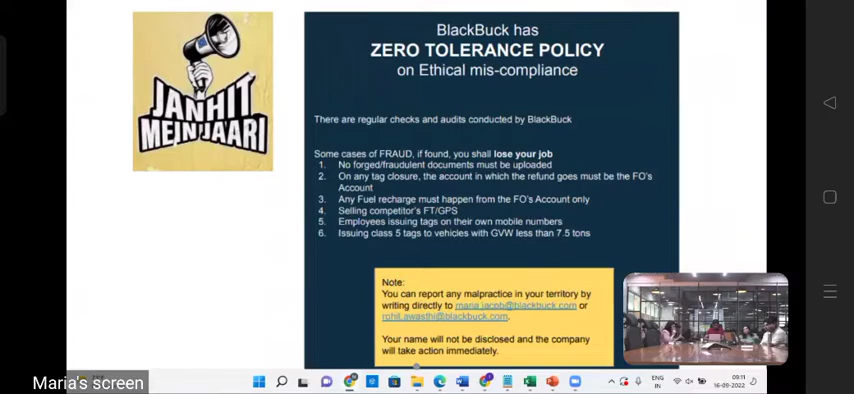 JANHIT
MEIN JAARI
BlackBuck has
ZERO TOLERANCE POLICY
on Ethical mis-compliance
There are regular checks and audits conducted by BlackBuck
Some cases of FRAUD, if found, you shall lose your job
1. No forged/fraudulent documents must be uploaded
2. On any tag closure, the account in which the refund goes must be the FO's
Account
3. Any Fuel recharge must happen from the FO's Account only
4. Selling competitor's FT/GPS
5. Employees issuing tags on their own mobile numbers
6. Issuing class 5 tags to vehicles with GVW less than 7.5 tons
Note:
You can report any malpractice in your territory by
writing directly to maria.jacob@blackbuck.com or
rohit.awasthi@blackbuck.com.
Your name will not be disclosed and the company
will take action immediately.
Maria's screen
ENG
IN
09:11
16-09-2022